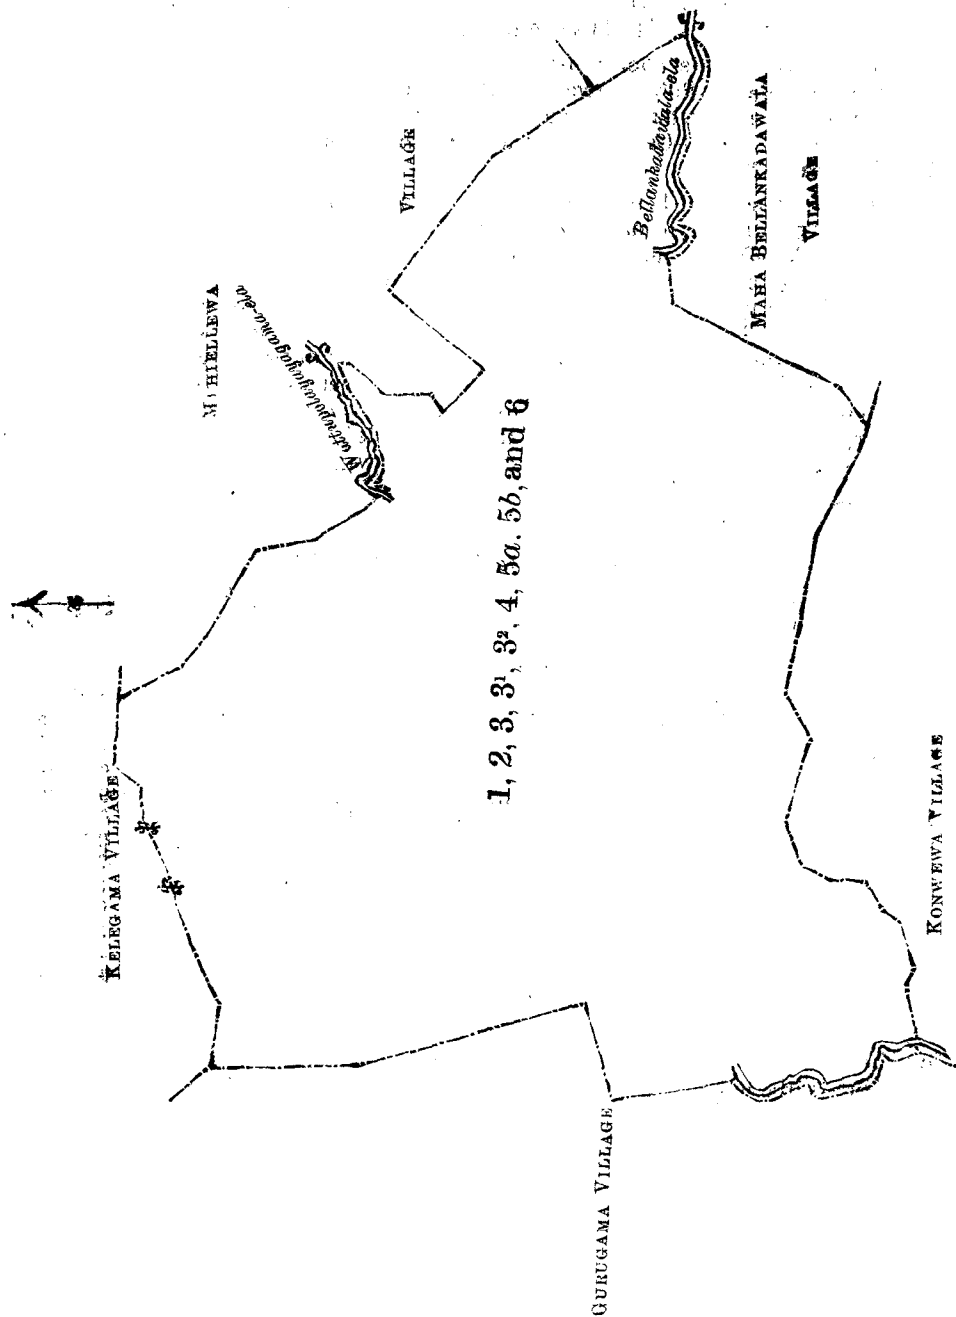 KELEGAMA VILLAGE
VILLAGE
Bellankadawala-ela
MAHA BELLANKADAWALA
VILLAGE
1, 2, 3, 3¹, 3², 4, 5a. 5b, and 6
KONWEWA VILLAGE
GURUGAMA VILLAGE